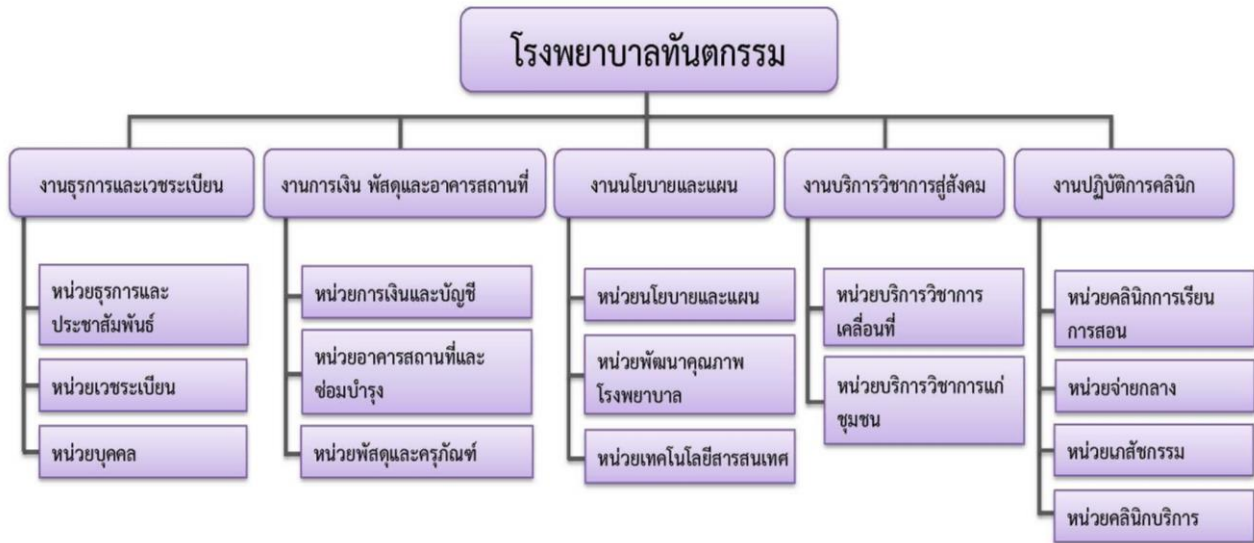 โรงพยาบาลทันตกรรม
งานธุรการและเวชระเบียน
หน่วยธุรการและ
ประชาสัมพันธ์
หน่วยเวชระเบียน
หน่วยบุคคล
งานการเงิน พัสดุและอาคารสถานที่
หน่วยการเงินและบัญชี
หน่วยอาคารสถานที่และ
ซ่อมบำรุง
หน่วยพัสดุและครุภัณฑ์
งานนโยบายและแผน
หน่วยนโยบายและแผน
หน่วยพัฒนาคุณภาพ
โรงพยาบาล
หน่วยเทคโนโลยีสารสนเทศ
งานบริการวิชาการสู่สังคม
หน่วยบริการวิชาการ
เคลื่อนที่
หน่วยบริการวิชาการแก่
ชุมชน
งานปฏิบัติการคลินิก
หน่วยคลินิกการเรียน
การสอน
หน่วยจ่ายกลาง
หน่วยเภสัชกรรม
หน่วยคลินิกบริการ